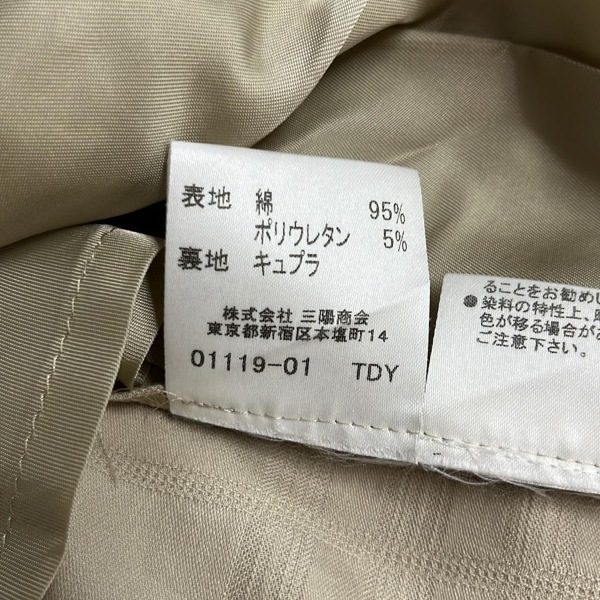 表地 綿 95%
ポリウレタン 5%
裏地 キュプラ
株式会社 三陽商会
東京都新宿区本塩町14
01119-01 TDY
ることをお勧めし
●染料の特性上、
色が移る場合が
ご注意下さい。